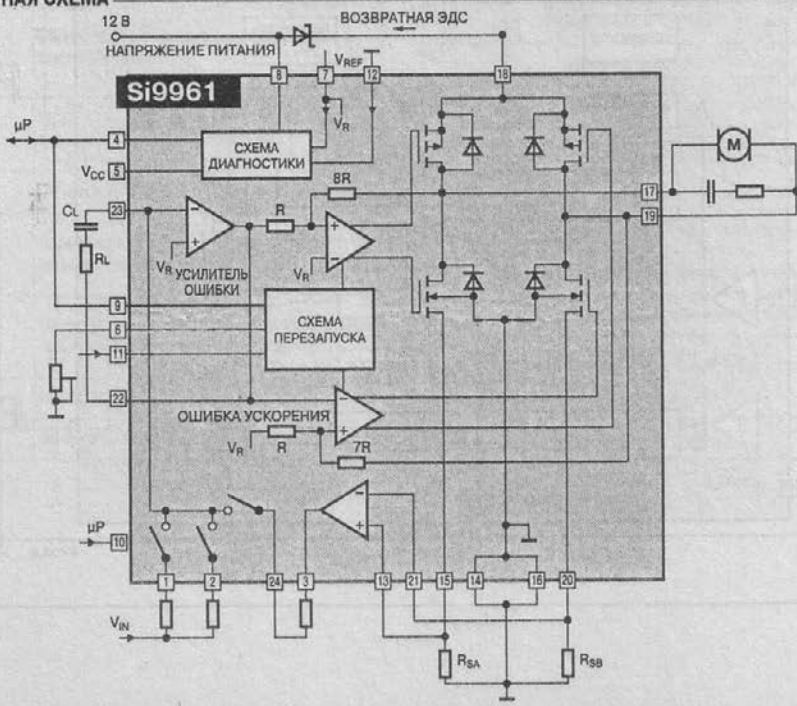 НАЯ СХЕМА
12 В
ВОЗВРАТНАЯ ЭДС
НАПРЯЖЕНИЕ ПИТАНИЯ
VREF
8
7
12
18
Si9961
μP
4
VR
СХЕМА
ДИАГНОСТИКИ
VCC
5
M
8R
17
23
CL
R
19
RL
VR
УСИЛИТЕЛЬ
ОШИБКИ
VR
9
СХЕМА
ПЕРЕЗАПУСКА
6
11
22
ОШИБКА УСКОРЕНИЯ
VR
R
7R
μP
10
1
2
24
3
13
21
15
14
16
20
VIN
RSA
RSB